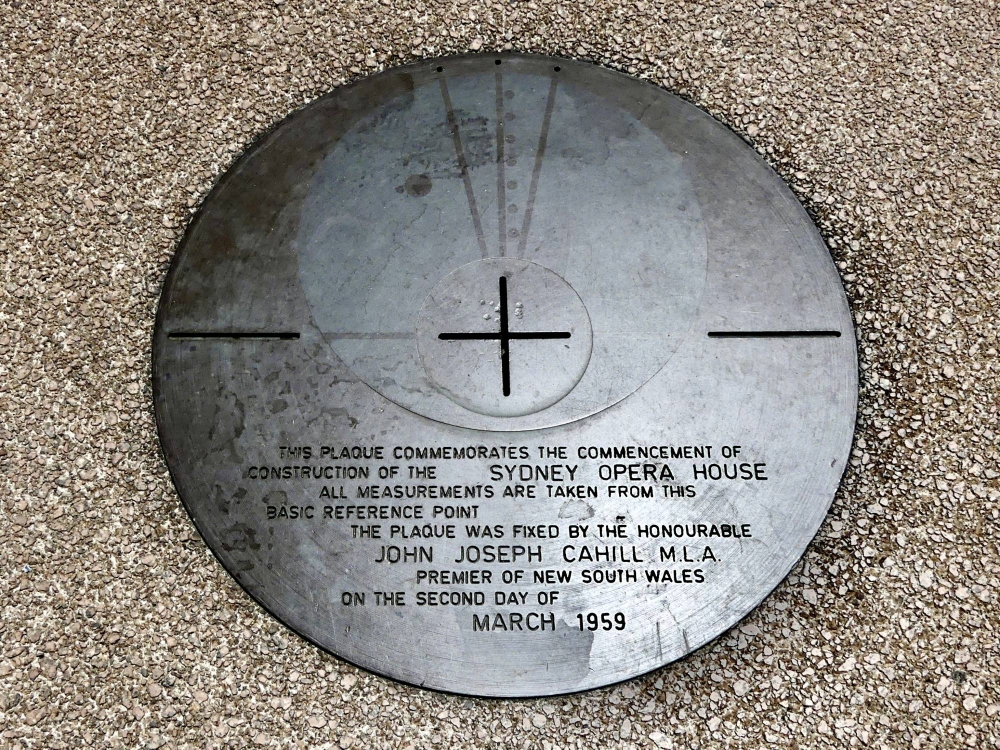 THIS PLAQUE COMMEMORATES THE COMMENCEMENT OF
CONSTRUCTION OF THE SYDNEY OPERA HOUSE
ALL MEASUREMENTS ARE TAKEN FROM THIS
BASIC REFERENCE POINT
THE PLAQUE WAS FIXED BY THE HONOURABLE
JOHN JOSEPH CAHILL M.L.A.
PREMIER OF NEW SOUTH WALES
ON THE SECOND DAY OF
MARCH 1959